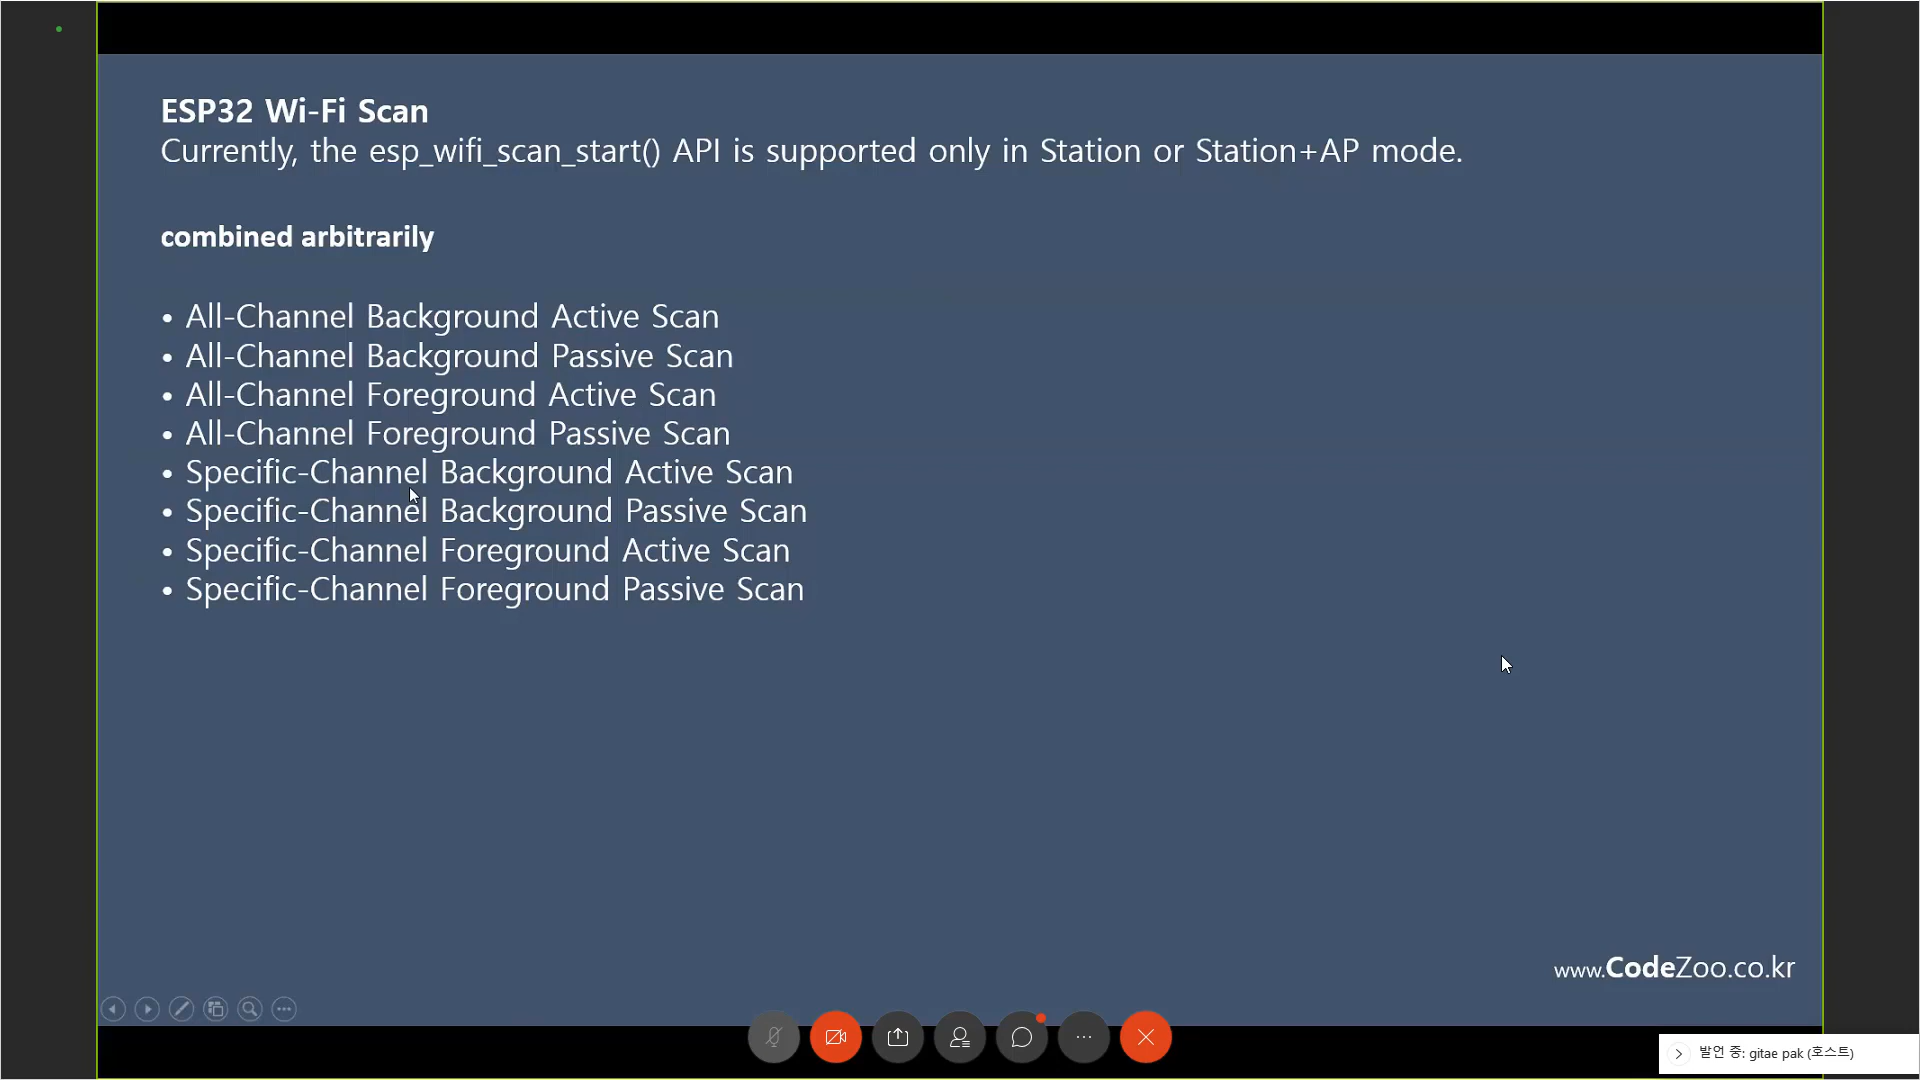 ESP32 Wi-Fi Scan
Currently, the esp_wifi_scan_start() API is supported only in Station or Station+AP mode.
combined arbitrarily
• All-Channel Background Active Scan
• All-Channel Background Passive Scan
• All-Channel Foreground Active Scan
• All-Channel Foreground Passive Scan
• Specific-Channel Background Active Scan
• Specific-Channel Background Passive Scan
• Specific-Channel Foreground Active Scan
• Specific-Channel Foreground Passive Scan
www.CodeZoo.co.kr
발언 중: gitae pak (호스트)